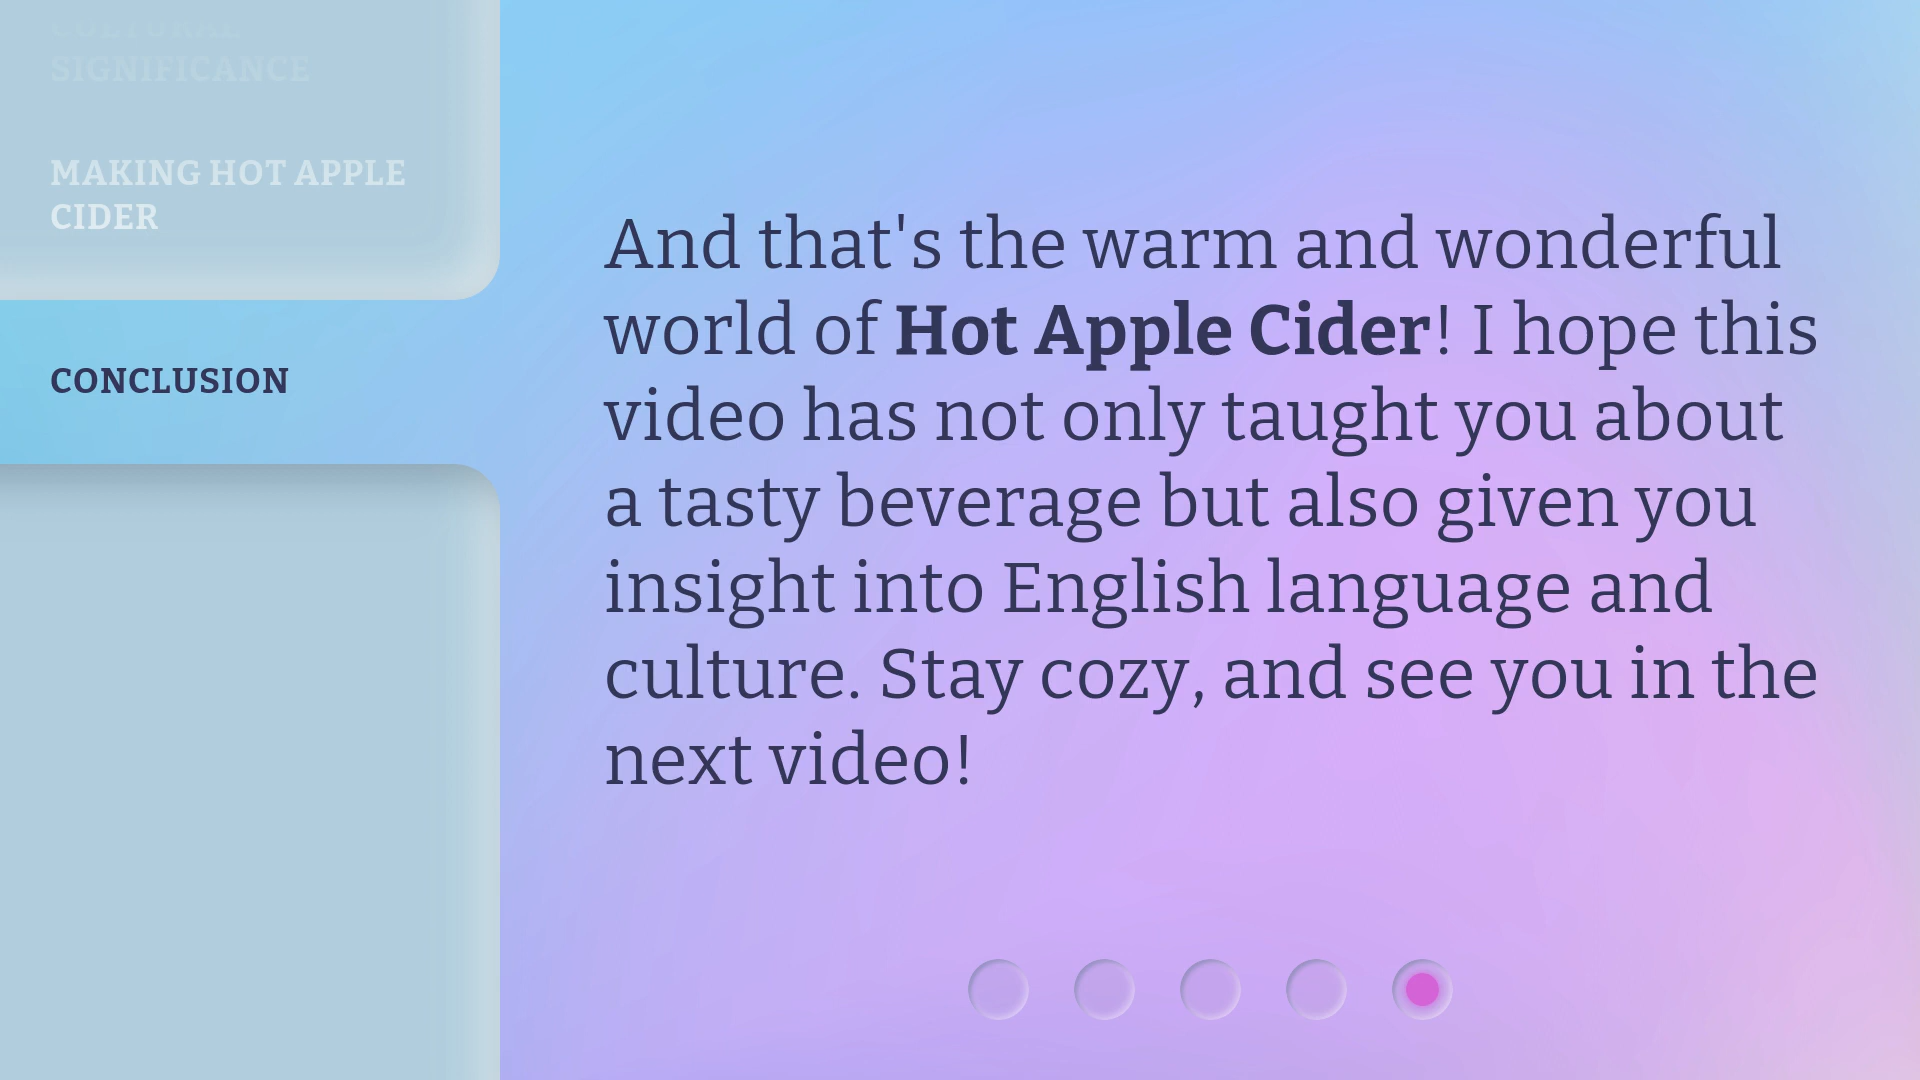 CULTURAL
SIGNIFICANCE
MAKING HOT APPLE
CIDER
CONCLUSION
And that's the warm and wonderful
world of Hot Apple Cider! I hope this
video has not only taught you about
a tasty beverage but also given you
insight into English language and
culture. Stay cozy, and see you in the
next video!